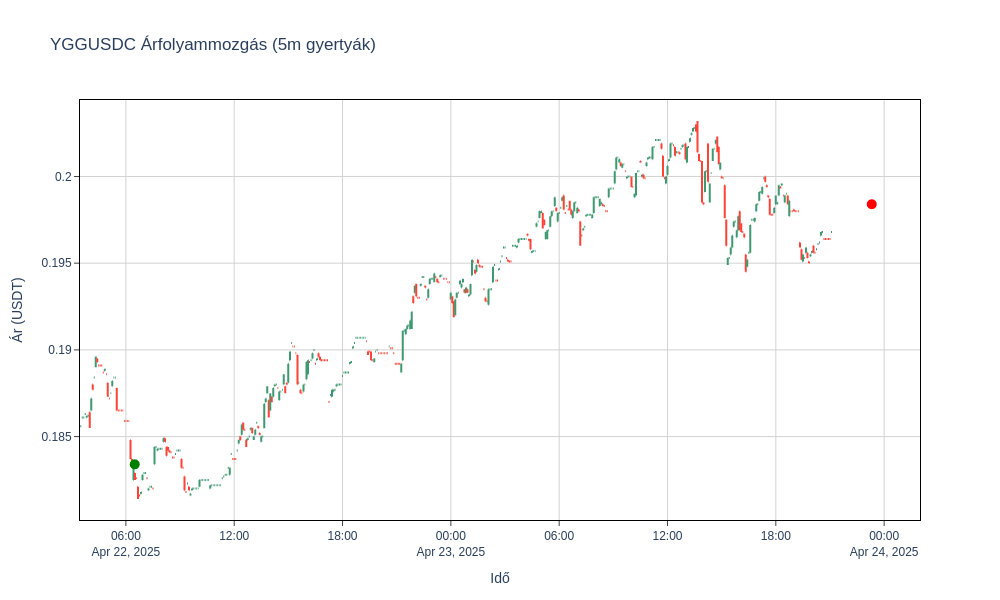 YGGUSDC Árfolyammozgás (5m gyertyák)
Ár (USDT)
0.2
0.195
0.19
0.185
06:00 12:00 18:00 00:00 06:00 12:00 18:00 00:00
Apr 22, 2025 Apr 23, 2025 Apr 24, 2025
Idő